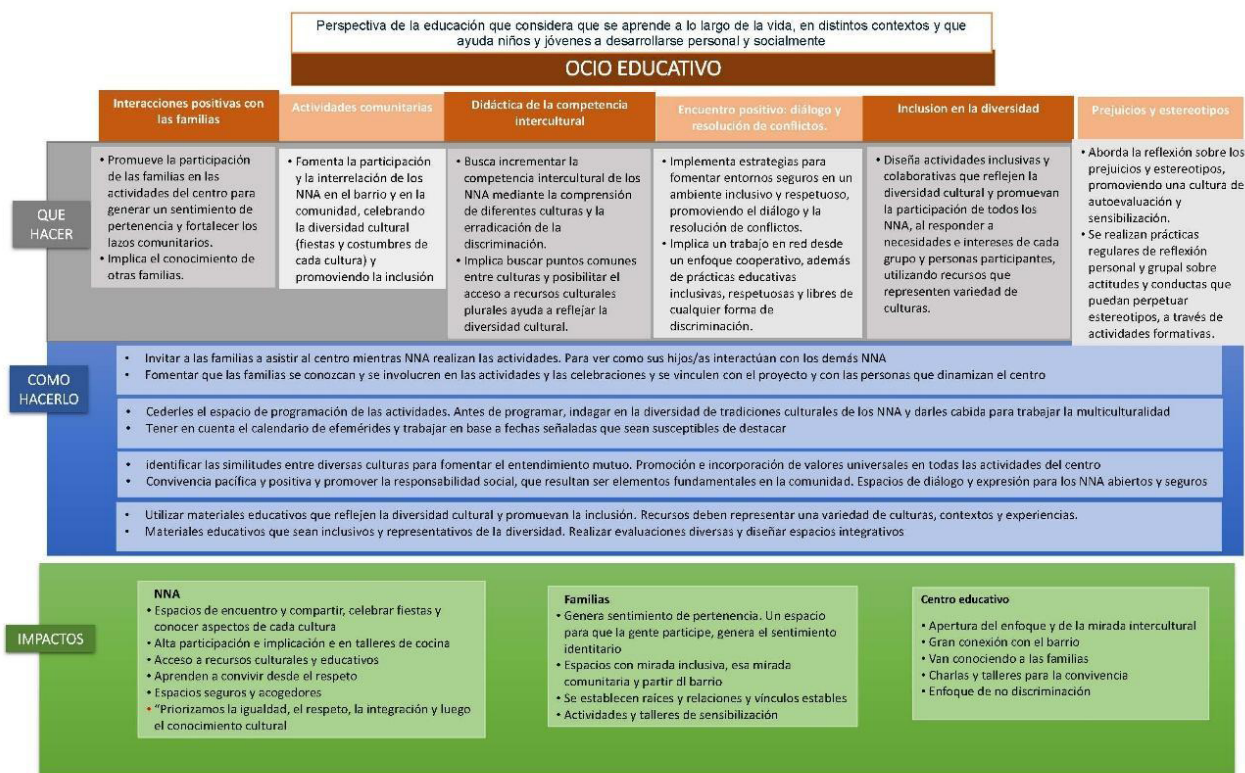 Perspectiva de la educación que considera que se aprende a lo largo de la vida, en distintos contextos y que
ayuda niños y jóvenes a desarrollarse personal y socialmente
OCIO EDUCATIVO
Interacciones positivas con
las familias
Actividades comunitarias
Didáctica de la competencia
intercultural
Encuentro positivo: diálogo y
resolución de conflictos.
Inclusion en la diversidad
Prejuicios y estereotipos
QUE
HACER
• Promueve la participación
de las familias en las
actividades del centro para
generar un sentimiento de
pertenencia y fortalecer los
lazos comunitarios.
• Implica el conocimiento de
otras familias.
• Fomenta la participación
y la interrelación de los
NNA en el barrio y en la
comunidad, celebrando
la diversidad cultural
(fiestas y costumbres de
cada cultura) y
promoviendo la inclusión
• Busca incrementar la
competencia intercultural de
los NNA mediante la
comprensión de
diferentes culturas y la
erradicación de la
discriminación.
• Implica buscar puntos comunes
entre culturas y posibilitar el
acceso a recursos culturales
plurales ayuda a reflejar la
diversidad cultural.
• Implementa estrategias para
fomentar entornos seguros en un
ambiente inclusivo y respetuoso,
promoviendo el diálogo y la
resolución de conflictos.
• Implica un trabajo en red desde
un enfoque cooperativo, además
de prácticas educativas
inclusivas, respetuosas y libres de
cualquier forma de
discriminación.
• Diseña actividades inclusivas y
colaborativas que reflejen la
diversidad cultural y promuevan
la participación de todos los
NNA, al responder a
necesidades e intereses de cada
grupo y personas participantes,
utilizando recursos que
representen variedad de
culturas.
• Aborda la reflexión sobre los
prejuicios y estereotipos,
promoviendo una cultura de
autoevaluación y
sensibilización.
• Se realizan prácticas
regulares de reflexión
personal y grupal sobre
actitudes y conductas que
puedan perpetuar
estereotipos, a través de
actividades formativas.
COMO
HACERLO
• Invitar a las familias a asistir al centro mientras NNA realizan las actividades. Para ver como sus hijos/as interactúan con los demás NNA
• Fomentar que las familias se conozcan y se involucren en las actividades y las celebraciones y se vinculen con el proyecto y con las personas que dinamizan el centro
• Cederles el espacio de programación de las actividades. Antes de programar, indagar en la diversidad de tradiciones culturales de los NNA y darles cabida para trabajar la multiculturalidad
• Tener en cuenta el calendario de efemérides y trabajar en base a fechas señaladas que sean susceptibles de destacar
• identificar las similitudes entre diversas culturas para fomentar el entendimiento mutuo. Promoción e incorporación de valores universales en todas las actividades del centro
• Convivencia pacífica y positiva y promover la responsabilidad social, que resultan ser elementos fundamentales en la comunidad. Espacios de diálogo y expresión para los NNA abiertos y seguros
• Utilizar materiales educativos que reflejen la diversidad cultural y promuevan la inclusión. Recursos deben representar una variedad de culturas, contextos y experiencias.
• Materiales educativos que sean inclusivos y representativos de la diversidad. Realizar evaluaciones diversas y diseñar espacios integrativos
IMPACTOS
NNA
• Espacios de encuentro y compartir, celebrar fiestas y
conocer aspectos de cada cultura
• Alta participación e implicación e en talleres de cocina
• Acceso a recursos culturales y educativos
• Aprenden a convivir desde el respeto
• Espacios seguros y acogedores
• "Priorizamos la igualdad, el respeto, la integración y luego
el conocimiento cultural
Familias
• Genera sentimiento de pertenencia. Un espacio
para que la gente participe, genera el sentimiento
identitario
• Espacios con mirada inclusiva, esa mirada
comunitaria y partir dl barrio
• Se establecen raíces y relaciones y vínculos estables
• Actividades y talleres de sensibilización
Centro educativo
• Apertura del enfoque y de la mirada intercultural
• Gran conexión con el barrio
• Van conociendo a las familias
• Charlas y talleres para la convivencia
• Enfoque de no discriminación